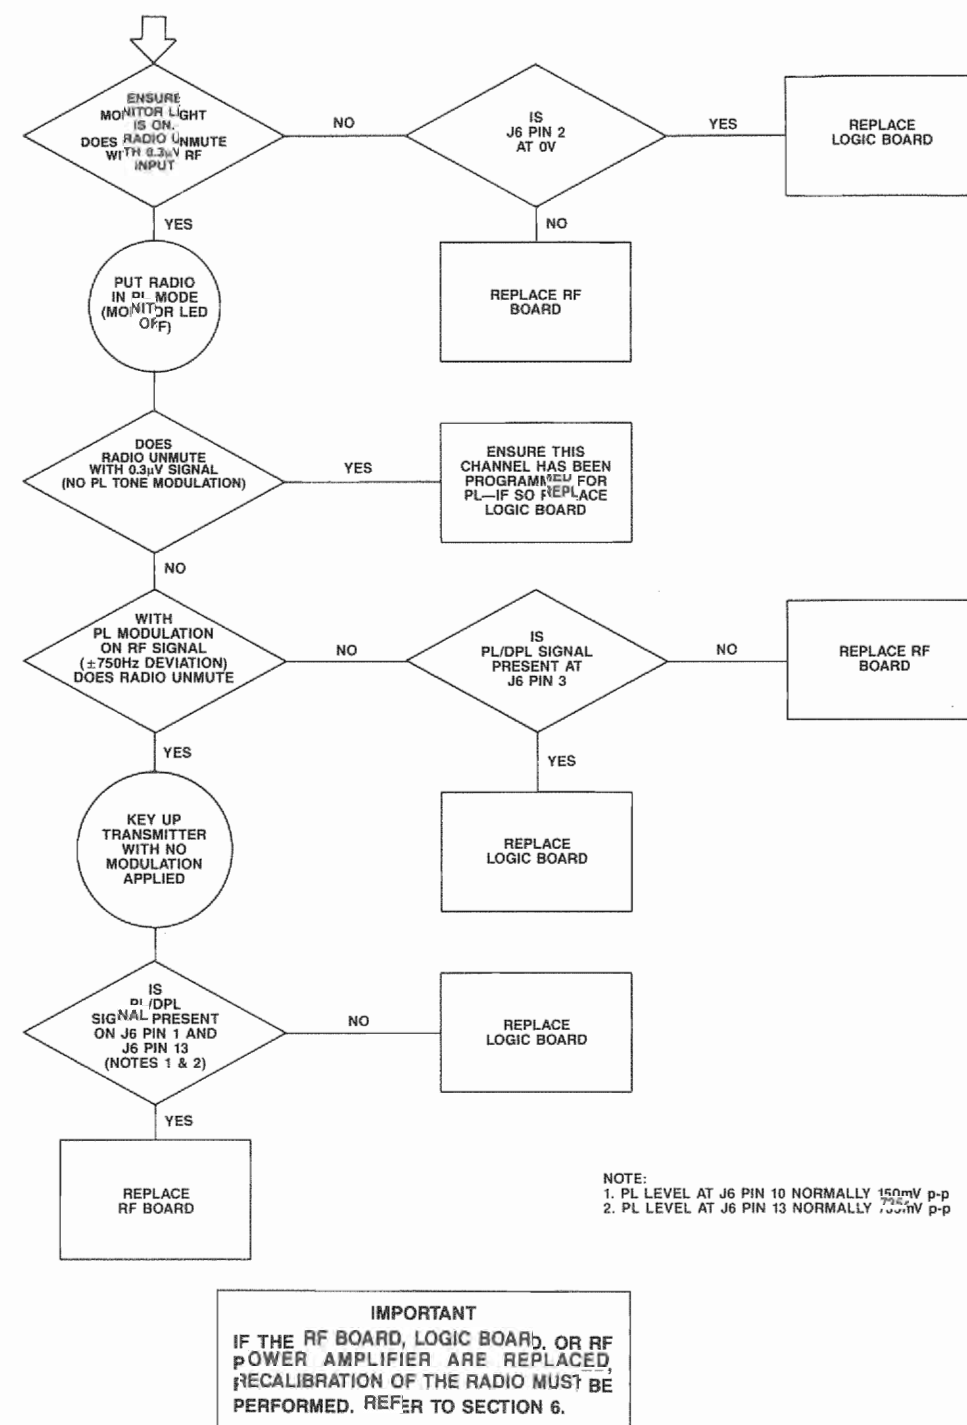 ENSURE
MONITOR LIGHT
IS ON.
DOES RADIO UNMUTE
WITH 0.3µV RF
INPUT
NO
IS
J6 PIN 2
AT 0V
YES
REPLACE
LOGIC BOARD
YES
NO
PUT RADIO
IN PL MODE
(MONITOR LED
OFF)
REPLACE RF
BOARD
DOES
RADIO UNMUTE
WITH 0.3µV SIGNAL
(NO PL TONE MODULATION)
YES
ENSURE THIS
CHANNEL HAS BEEN
PROGRAMMED FOR
PL—IF SO REPLACE
LOGIC BOARD
NO
WITH
PL MODULATION
ON RF SIGNAL
(±750Hz DEVIATION)
DOES RADIO UNMUTE
NO
IS
PL/DPL SIGNAL
PRESENT AT
J6 PIN 3
NO
REPLACE RF
BOARD
YES
YES
KEY UP
TRANSMITTER
WITH NO
MODULATION
APPLIED
REPLACE
LOGIC BOARD
IS
PL/DPL
SIGNAL PRESENT
ON J6 PIN 1 AND
J6 PIN 13
(NOTES 1 & 2)
NO
REPLACE
LOGIC BOARD
YES
REPLACE
RF BOARD
NOTE:
1. PL LEVEL AT J6 PIN 10 NORMALLY 150mV p-p
2. PL LEVEL AT J6 PIN 13 NORMALLY p-p
IMPORTANT
IF THE RF BOARD, LOGIC BOARD. OR RF
POWER AMPLIFIER ARE REPLACED,
RECALIBRATION OF THE RADIO MUST BE
PERFORMED. REFER TO SECTION 6.